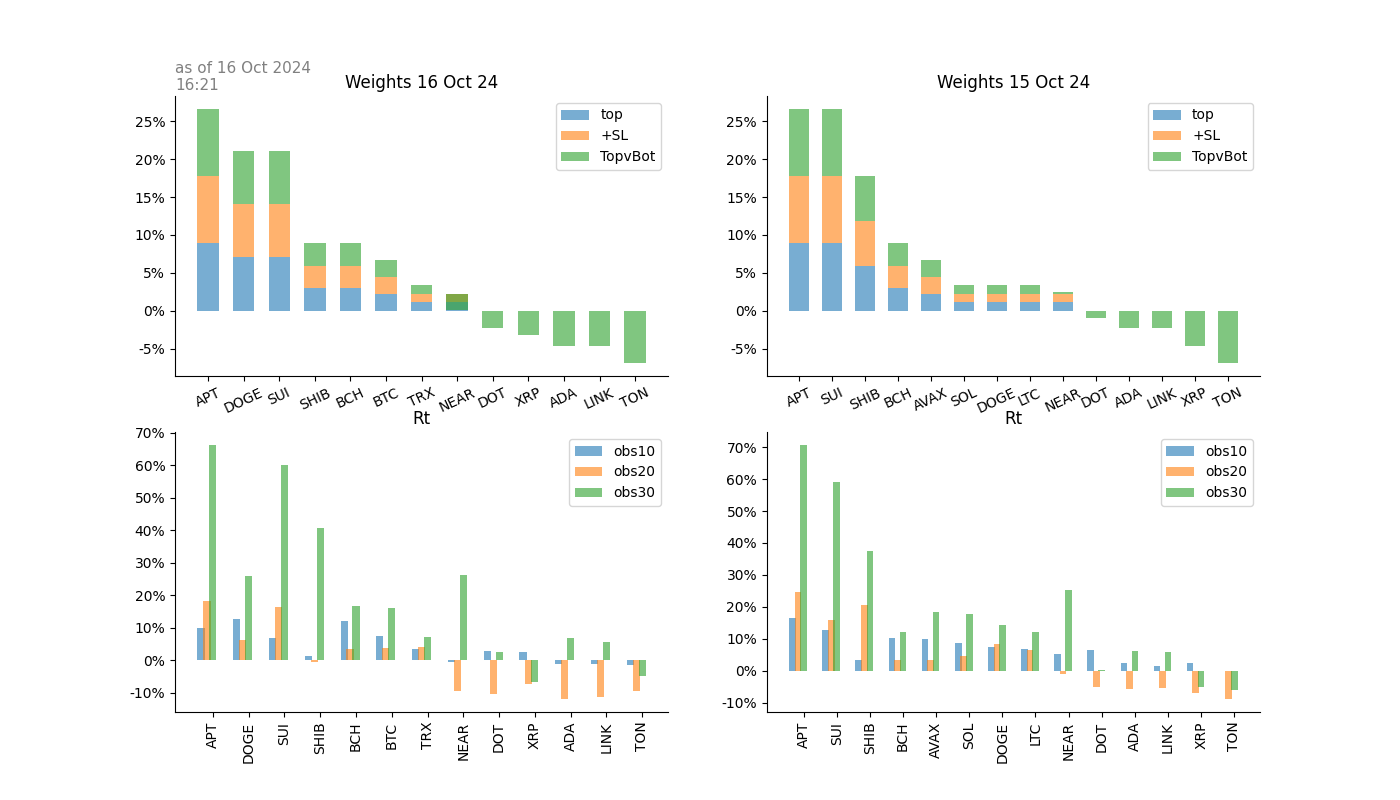 as of 16 Oct 2024
16:21
Weights 16 Oct 24
25%
20%
15%
10%
5%
0%
-5%
top
+SL
TopvBot
APT DOGE SUI SHIB BCH BTC TRX NEAR DOT XRP ADA LINK TON
Weights 15 Oct 24
25%
20%
15%
10%
5%
0%
-5%
top
+SL
TopvBot
APT SUI SHIB BCH AVAX SOL DOGE LTC NEAR DOT ADA LINK XRP TON
Rt
70%
60%
50%
40%
30%
20%
10%
0%
-10%
obs10
obs20
obs30
APT DOGE SUI SHIB BCH BTC TRX NEAR DOT XRP ADA LINK TON
Rt
70%
60%
50%
40%
30%
20%
10%
0%
-10%
obs10
obs20
obs30
APT SUI SHIB BCH AVAX SOL DOGE LTC NEAR DOT ADA LINK XRP TON